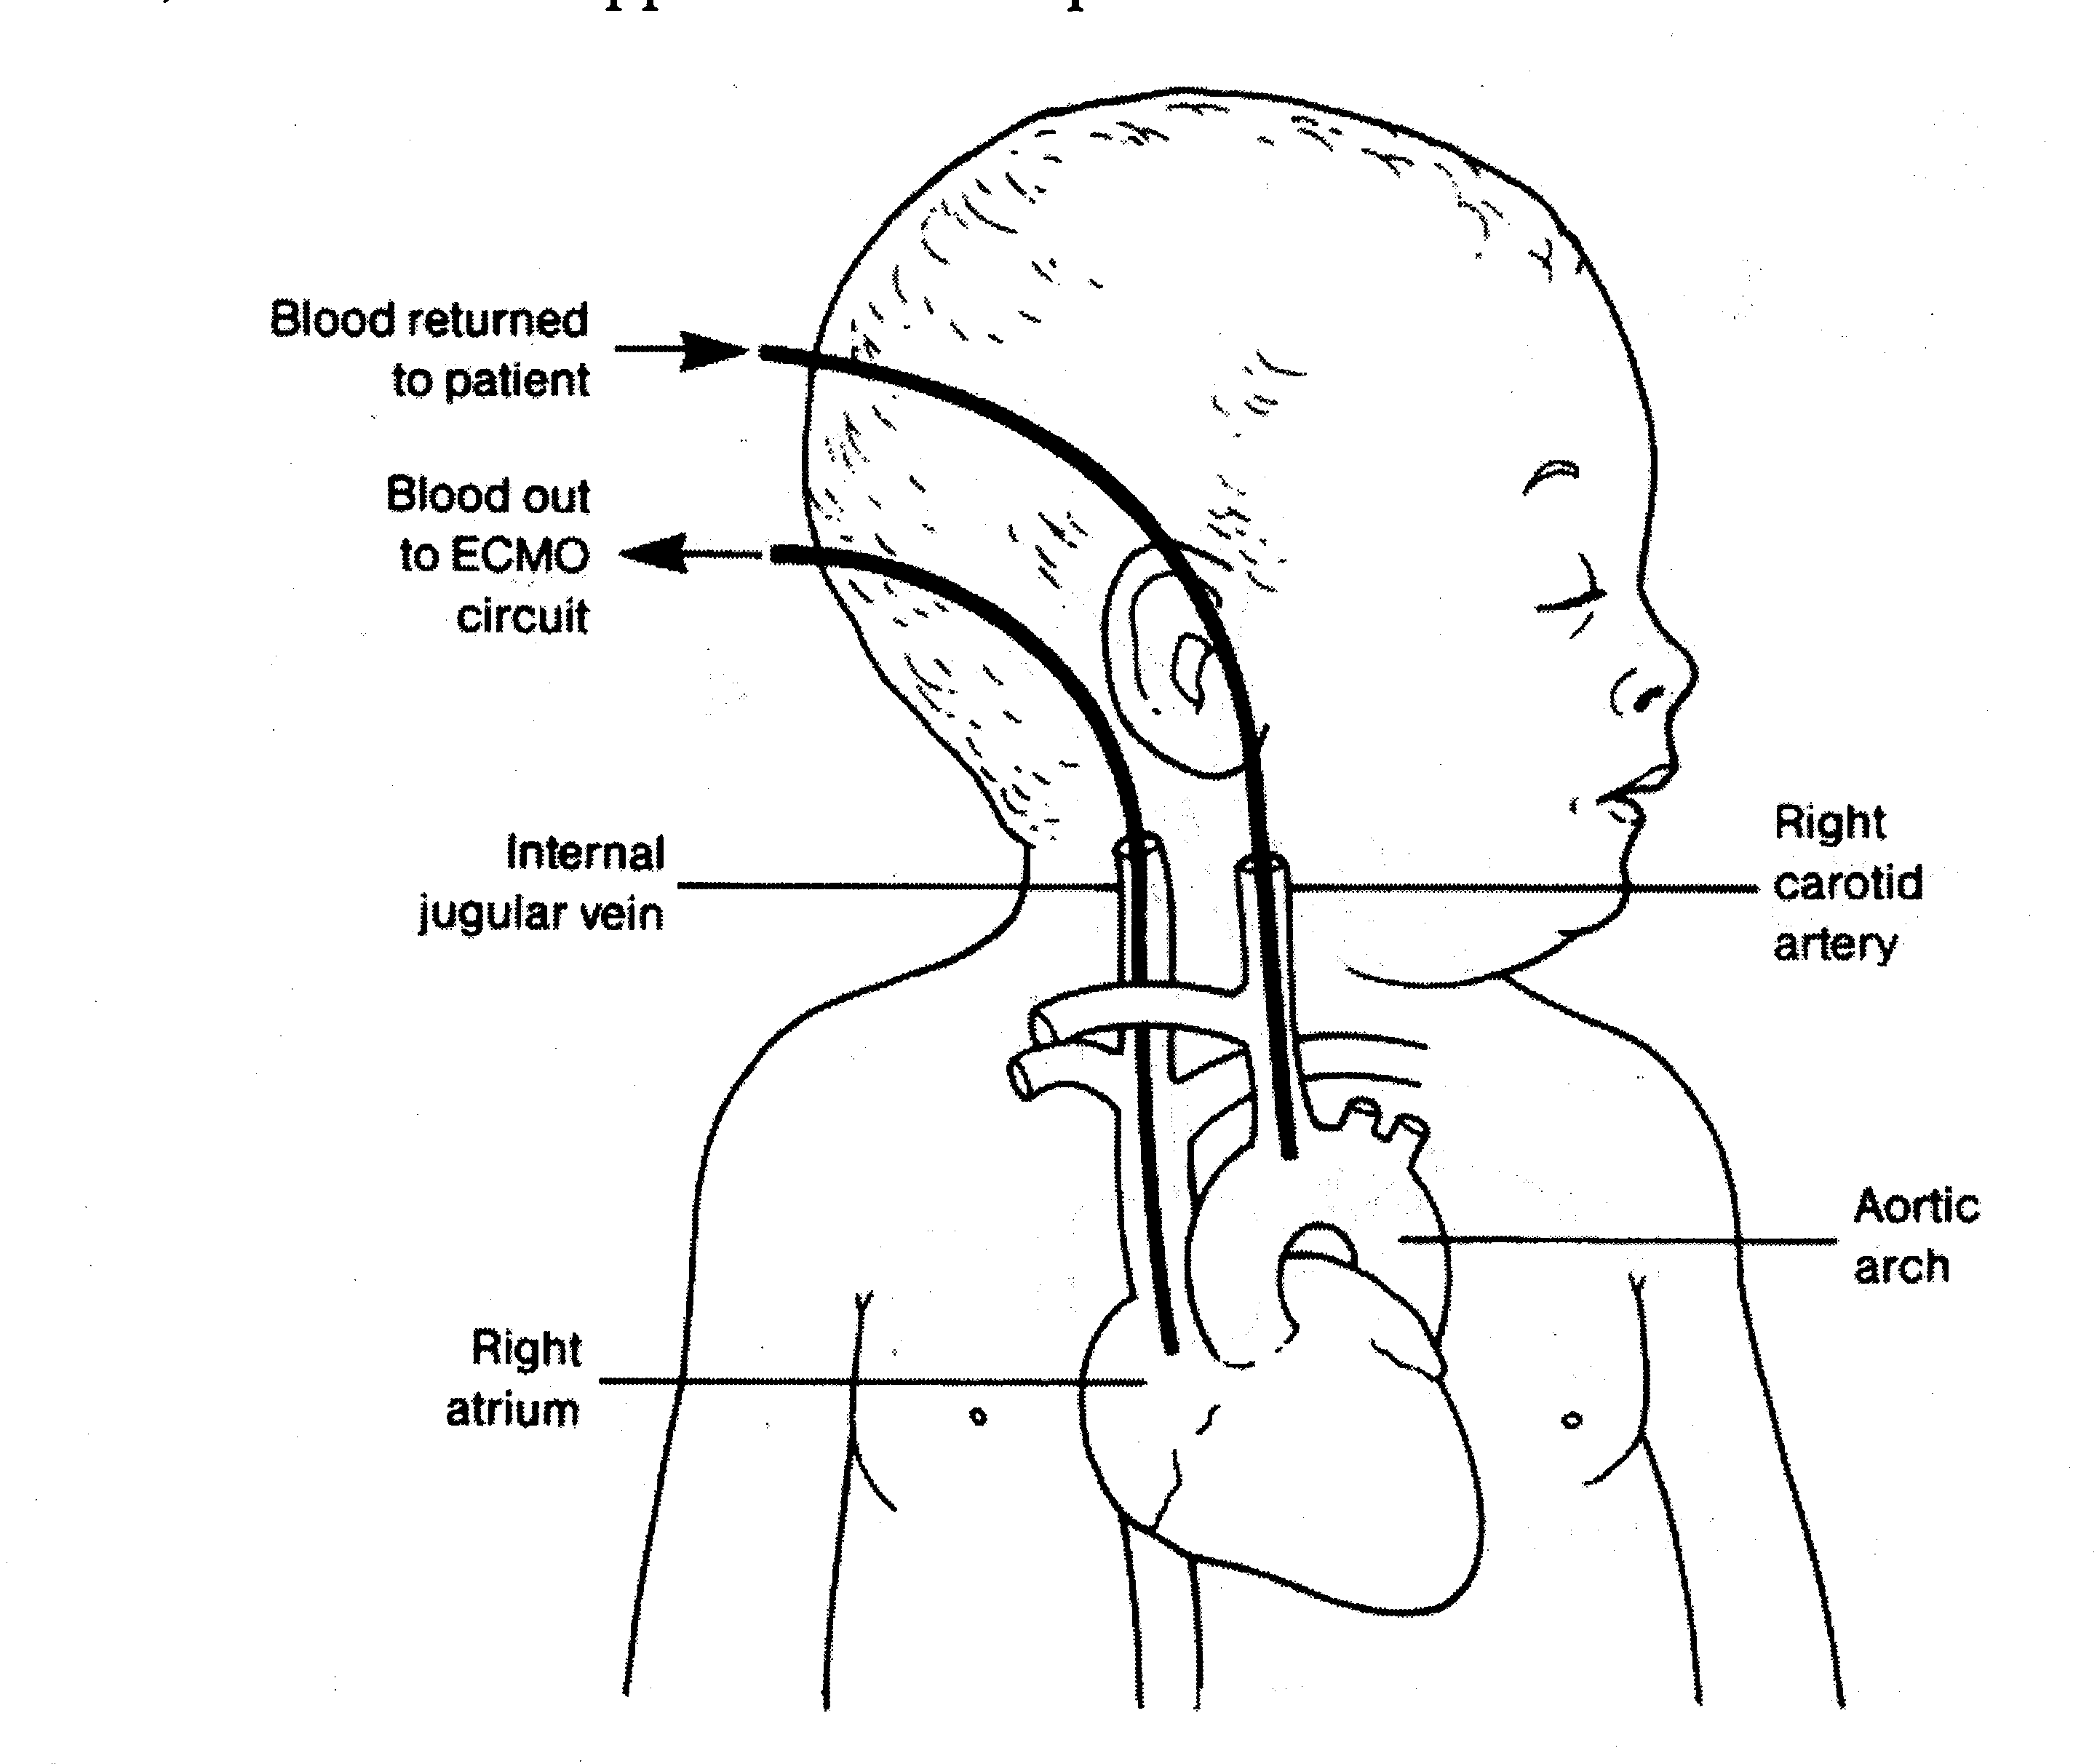 Blood returned
to patient
Blood out
to ECMO
circuit
Internal
jugular vein
Right
carotid
artery
Aortic
arch
Right
atrium